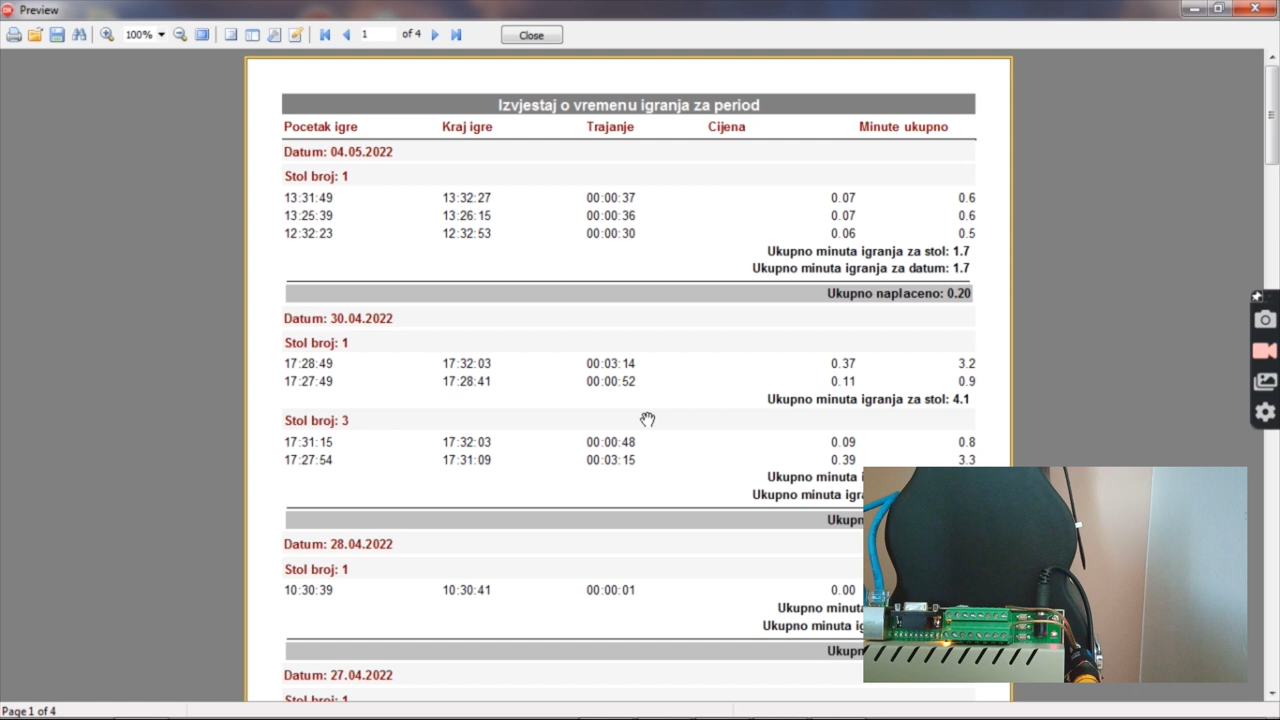 Preview
100% 1 of 4 Close
Izvjestaj o vremenu igranja za period
Pocetak igre Kraj igre Trajanje Cijena Minute ukupno
Datum: 04.05.2022
Stol broj: 1
13:31:49 13:32:27 00:00:37 0.07 0.6
13:25:39 13:26:15 00:00:36 0.07 0.6
12:32:23 12:32:53 00:00:30 0.06 0.5
Ukupno minuta igranja za stol: 1.7
Ukupno minuta igranja za datum: 1.7
Ukupno naplaceno: 0.20
Datum: 30.04.2022
Stol broj: 1
17:28:49 17:32:03 00:03:14 0.37 3.2
17:27:49 17:28:41 00:00:52 0.11 0.9
Ukupno minuta igranja za stol: 4.1
Stol broj: 3
17:31:15 17:32:03 00:00:48 0.09 0.8
17:27:54 17:31:09 00:03:15 0.39 3.3
Ukupno minuta
Ukupno minuta
Datum: 28.04.2022
Stol broj: 1
10:30:39 10:30:41 00:00:01 0.00
Ukupno minuta
Ukupno minuta
Datum: 27.04.2022
Stol broj: 1
Page 1 of 4